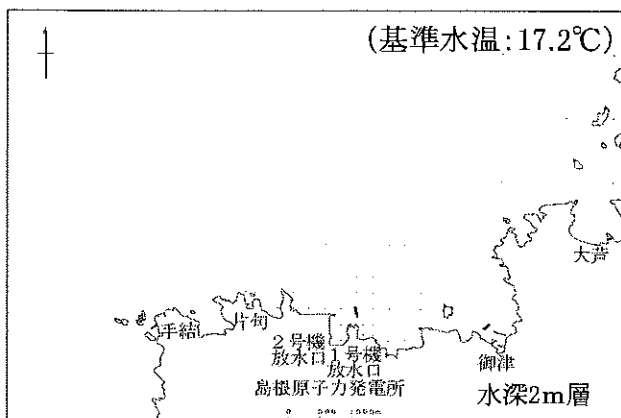 (基準水温:17.2℃)
大芦
手結
片句
2号機
放水口
1号機
放水口
御津
島根原子力発電所
水深2m層